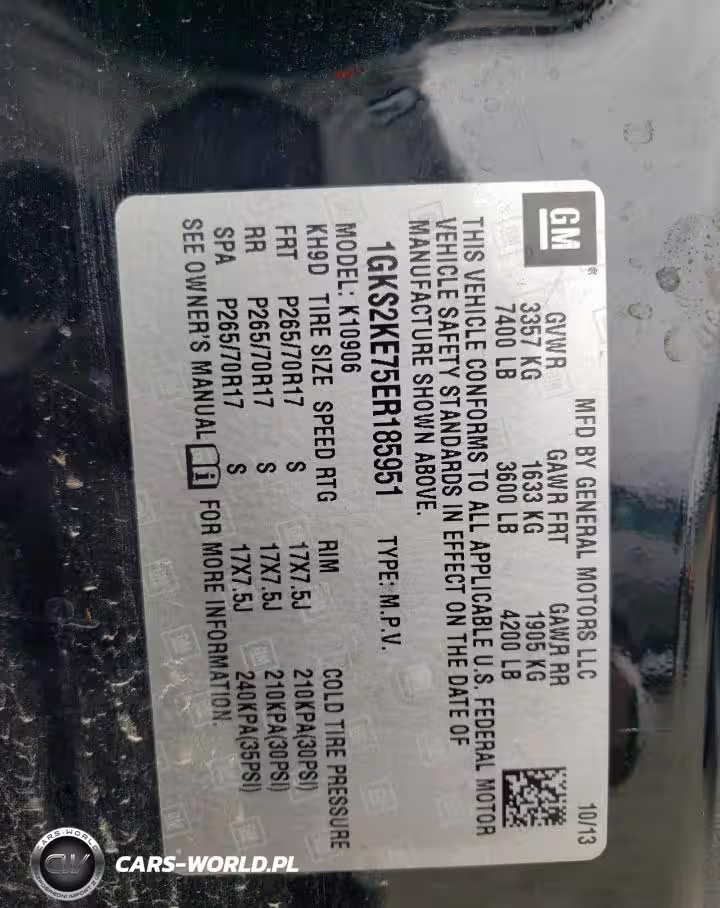 GM ®
MFD BY GENERAL MOTORS LLC 10/13
GVWR GAWR FRT GAWR RR
3357 KG 1633 KG 1905 KG
7400 LB 3600 LB 4200 LB
THIS VEHICLE CONFORMS TO ALL APPLICABLE U.S. FEDERAL MOTOR
VEHICLE SAFETY STANDARDS IN EFFECT ON THE DATE OF
MANUFACTURE SHOWN ABOVE.
1GKS2KE75ER185951 TYPE: M.P.V.
MODEL: K10906
KH9D TIRE SIZE SPEED RTG RIM COLD TIRE PRESSURE
FRT P265/70R17 S 17X7.5J 210KPA(30PSI)
RR P265/70R17 S 17X7.5J 210KPA(30PSI)
SPA P265/70R17 S 17X7.5J 240KPA(35PSI)
SEE OWNER'S MANUAL FOR MORE INFORMATION.
CARS-WORLD
CW
CARS-WORLD.PL